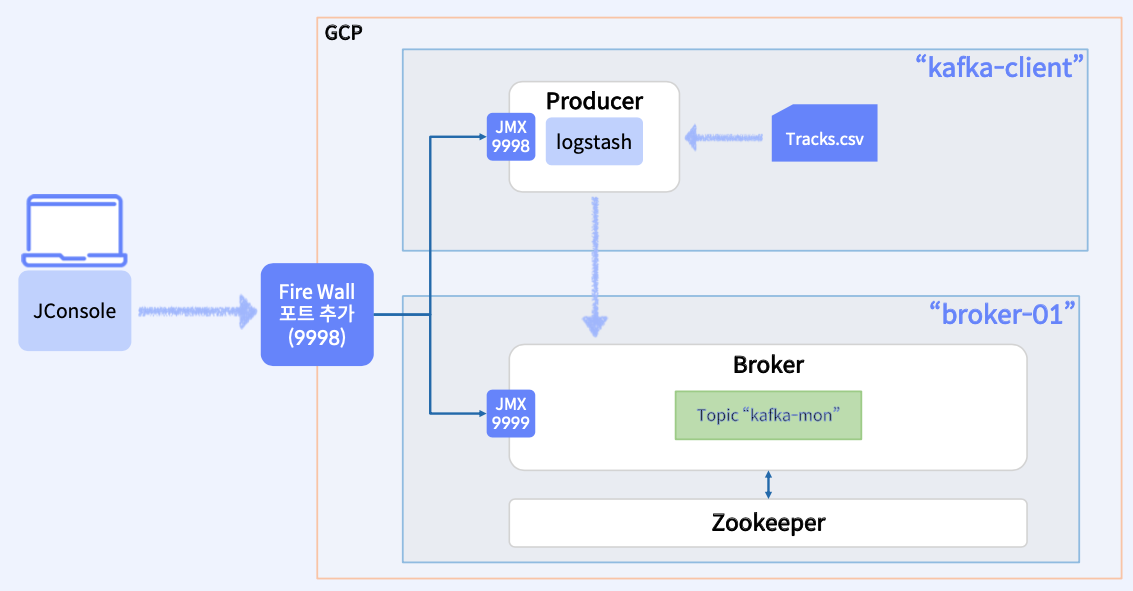 GCP
“kafka-client”
Producer
JMX
9998
logstash
Tracks.csv
JConsole
Fire Wall
포트 추가
(9998)
“broker-01”
Broker
JMX
9999
Topic “kafka-mon”
Zookeeper